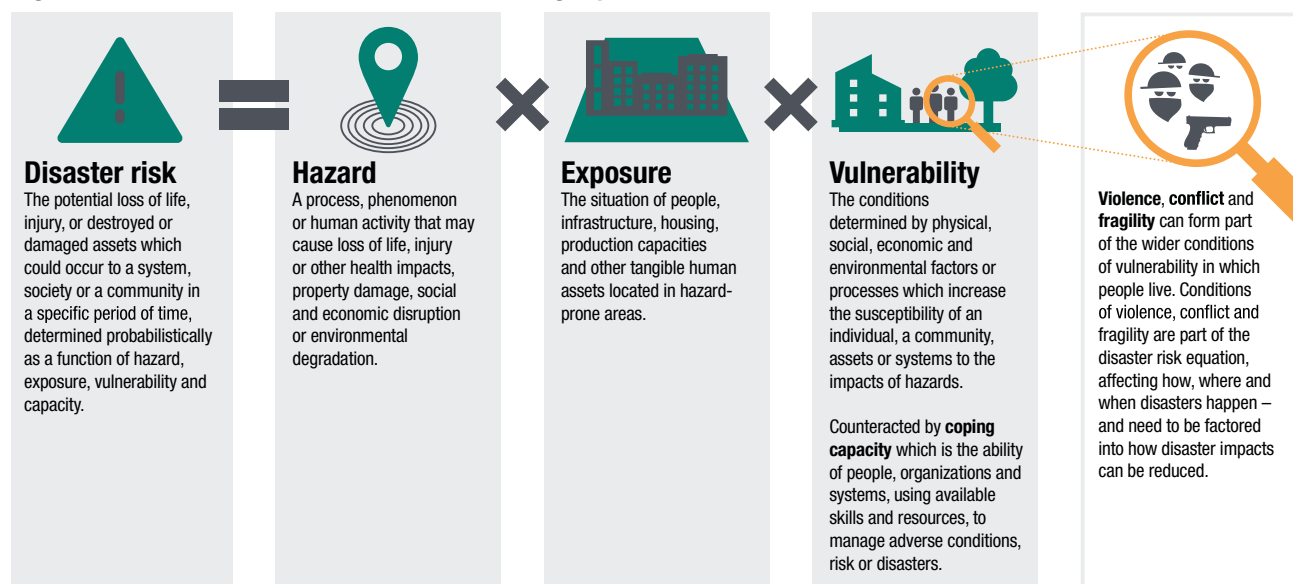 Disaster risk
The potential loss of life,
injury, or destroyed or
damaged assets which
could occur to a system,
society or a community in
a specific period of time,
determined probabilistically
as a function of hazard,
exposure, vulnerability and
capacity.
Hazard
A process, phenomenon
or human activity that may
cause loss of life, injury
or other health impacts,
property damage, social
and economic disruption
or environmental
degradation.
Exposure
The situation of people,
infrastructure, housing,
production capacities
and other tangible human
assets located in hazard-
prone areas.
Vulnerability
The conditions
determined by physical,
social, economic and
environmental factors or
processes which increase
the susceptibility of an
individual, a community,
assets or systems to the
impacts of hazards.
Counteracted by coping
capacity which is the ability
of people, organizations and
systems, using available
skills and resources, to
manage adverse conditions,
risk or disasters.
Violence, conflict and
fragility can form part
of the wider conditions
of vulnerability in which
people live. Conditions
of violence, conflict and
fragility are part of the
disaster risk equation,
affecting how, where and
when disasters happen –
and need to be factored
into how disaster impacts
can be reduced.